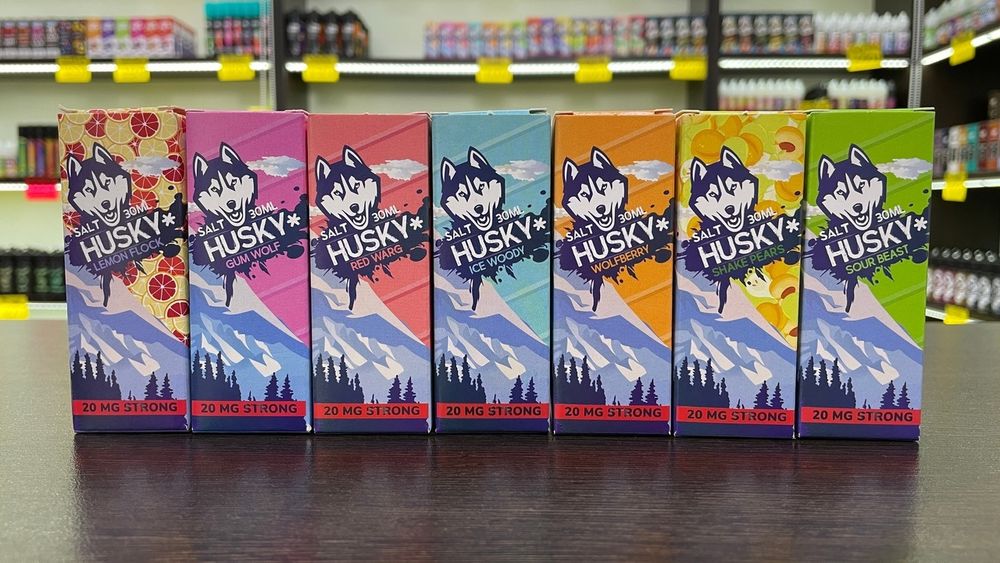 SALT 30ML
HUSKY*
LEMON FLOCK
20 MG STRONG
SALT 30ML
HUSKY*
GUM WOLF
20 MG STRONG
SALT 30ML
HUSKY*
RED WARG
20 MG STRONG
SALT 30ML
HUSKY*
ICE WOODY
20 MG STRONG
SALT 30ML
HUSKY*
WOLFBERRY
20 MG STRONG
SALT 30ML
HUSKY*
SHAKE PEARS
20 MG STRONG
SALT 30ML
HUSKY*
SOUR BEAST
20 MG STRONG